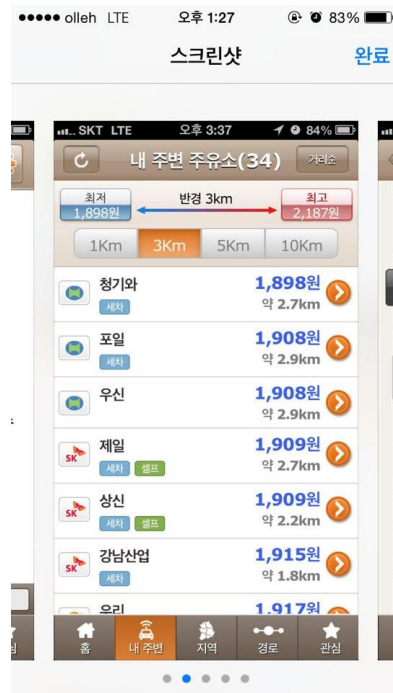 olleh LTE 오후 1:27 83%
스크린샷 완료
SKT LTE 오후 3:37 84%
내 주변 주유소(34) 거리순
최저 반경 3km 최고
1,898원 2,187원
1Km 3Km 5Km 10Km
청기와 1,898원
세차 약 2.7km
포일 1,908원
세차 약 2.9km
우신 1,908원
약 2.9km
SK 제일 1,909원
세차 셀프 약 2.7km
SK 상신 1,909원
세차 셀프 약 2.2km
SK 강남산업 1,915원
세차 약 1.8km
우리 1,917원
홈 내 주변 지역 경로 관심